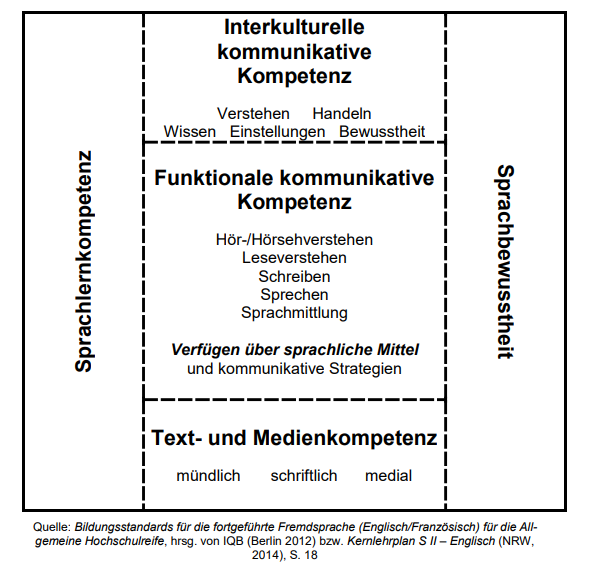 Interkulturelle
kommunikative
Kompetenz
Verstehen Handeln
Wissen Einstellungen Bewusstheit
Sprachlernkompetenz
Funktionale kommunikative
Kompetenz
Hör-/Hörsehverstehen
Leseverstehen
Schreiben
Sprechen
Sprachmittlung
Verfügen über sprachliche Mittel
und kommunikative Strategien
Sprachbewusstheit
Text- und Medienkompetenz
mündlich schriftlich medial
Quelle: Bildungsstandards für die fortgeführte Fremdsprache (Englisch/Französisch) für die All-
gemeine Hochschulreife, hrsg. von IQB (Berlin 2012) bzw. Kernlehrplan S II – Englisch (NRW,
2014), S. 18